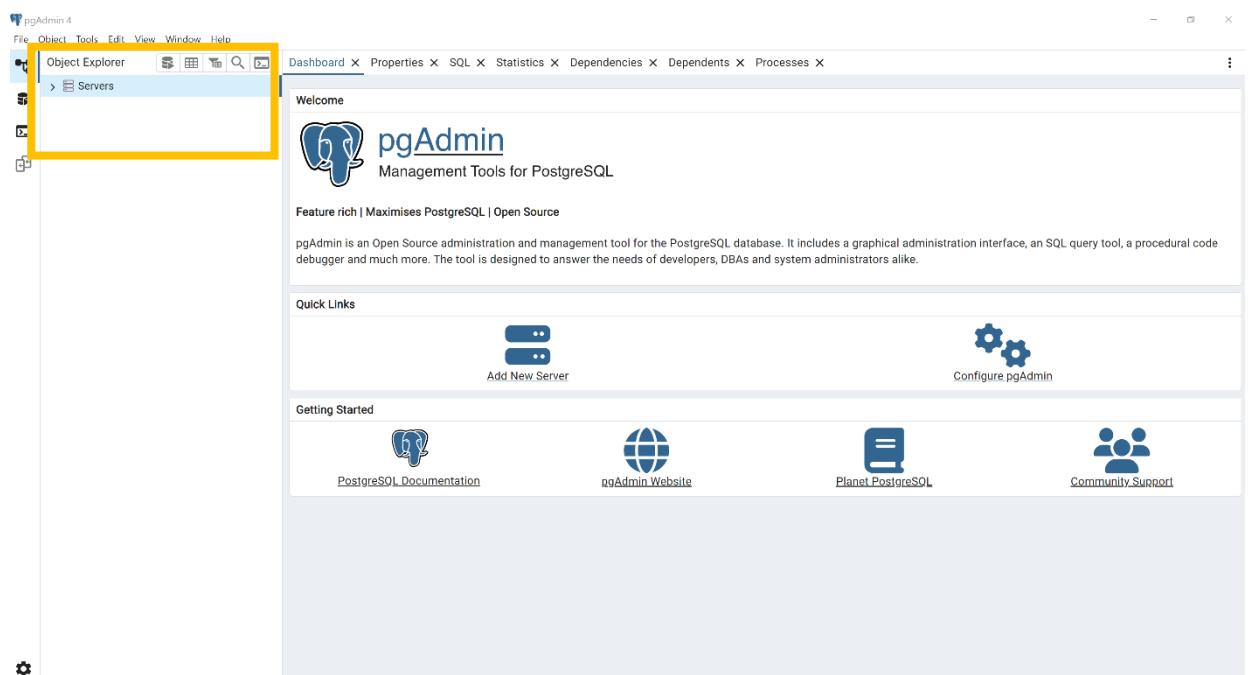 pgAdmin 4
File Object Tools Edit View Window Help
Object Explorer
Dashboard Properties SQL Statistics Dependencies Dependents Processes
Servers
Welcome
pgAdmin
Management Tools for PostgreSQL
Feature rich | Maximises PostgreSQL | Open Source
pgAdmin is an Open Source administration and management tool for the PostgreSQL database. It includes a graphical administration interface, an SQL query tool, a procedural code
debugger and much more. The tool is designed to answer the needs of developers, DBAs and system administrators alike.
Quick Links
Add New Server
Configure pgAdmin
Getting Started
PostgreSQL Documentation
pgAdmin Website
Planet PostgreSQL
Community Support